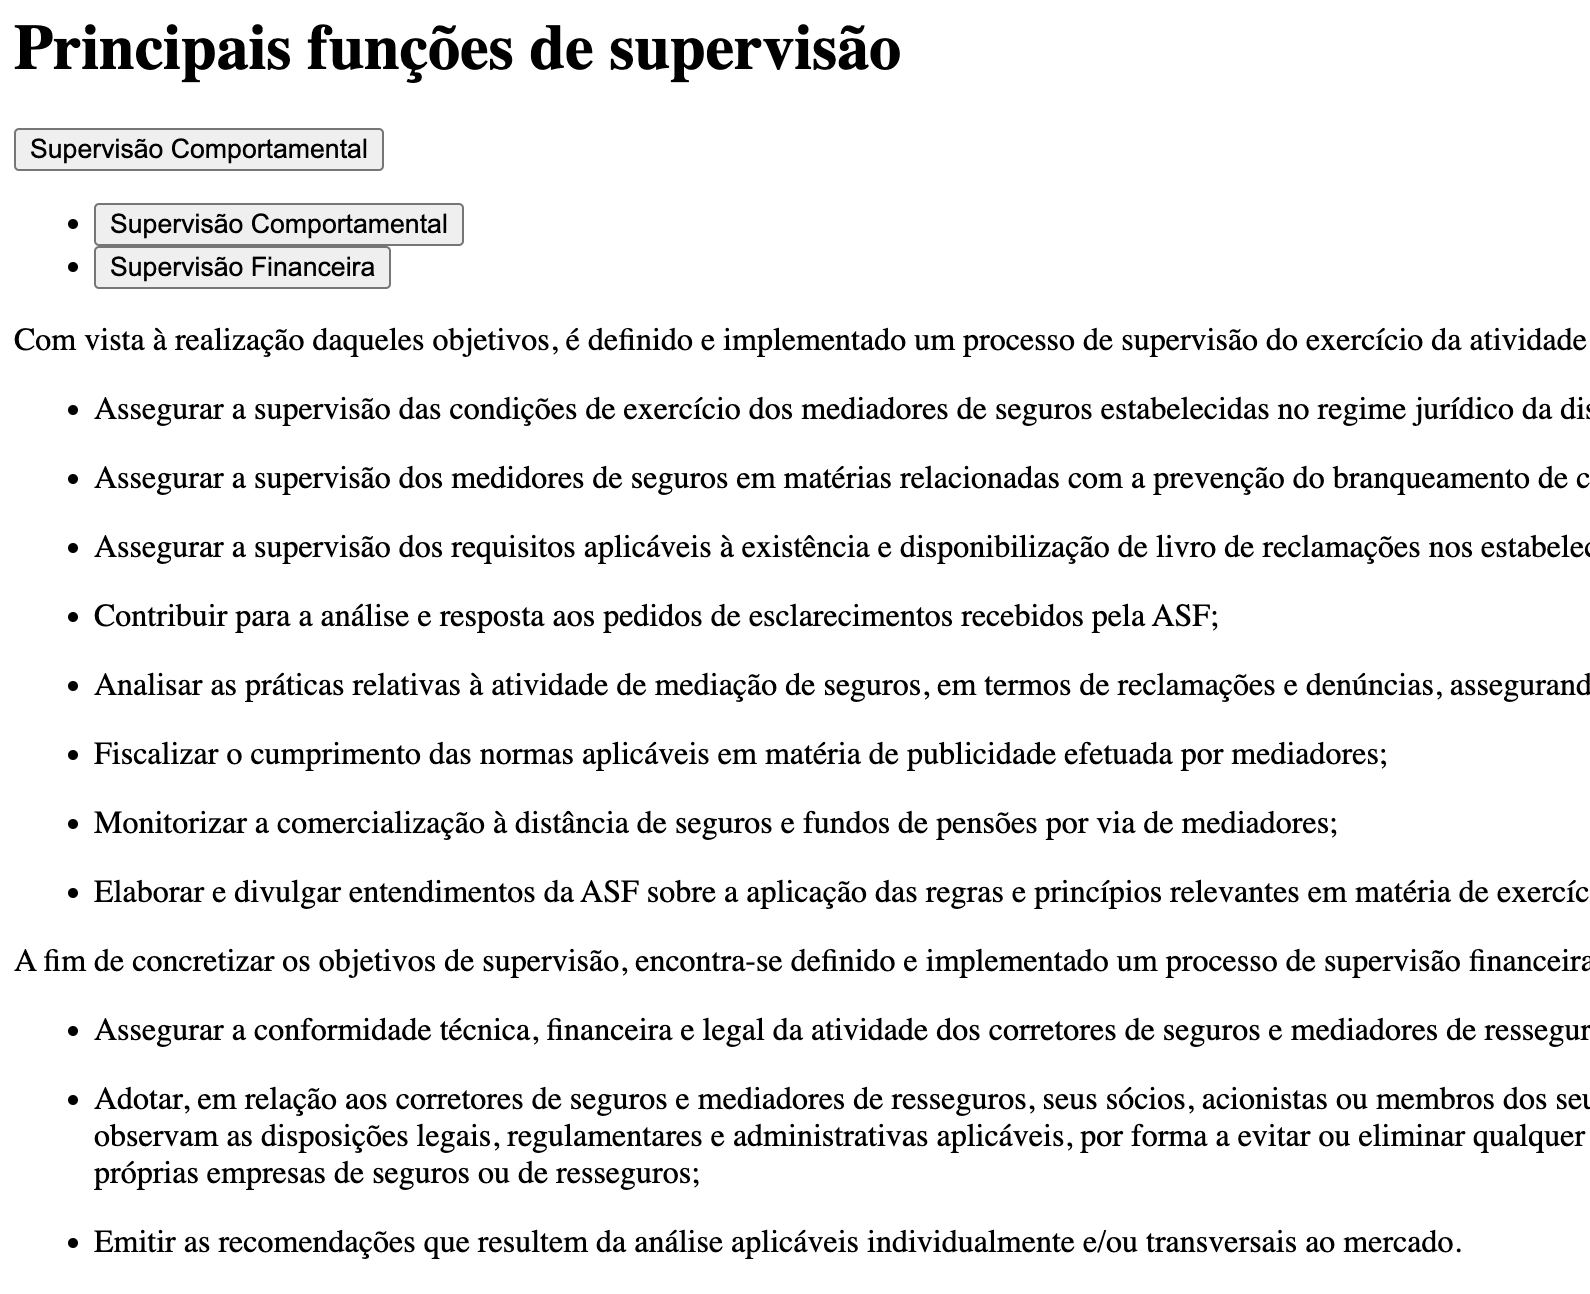 Principais funções de supervisão
Supervisão Comportamental
Supervisão Comportamental
Supervisão Financeira
Com vista à realização daqueles objetivos, é definido e implementado um processo de supervisão do exercício da atividade
Assegurar a supervisão das condições de exercício dos mediadores de seguros estabelecidas no regime jurídico da
Assegurar a supervisão dos medidores de seguros em matérias relacionadas com a prevenção do branqueamento de
Assegurar a supervisão dos requisitos aplicáveis à existência e disponibilização de livro de reclamações nos
Contribuir para a análise e resposta aos pedidos de esclarecimentos recebidos pela ASF;
Analisar as práticas relativas à atividade de mediação de seguros, em termos de reclamações e denúncias,
Fiscalizar o cumprimento das normas aplicáveis em matéria de publicidade efetuada por mediadores;
Monitorizar a comercialização à distância de seguros e fundos de pensões por via de mediadores;
Elaborar e divulgar entendimentos da ASF sobre a aplicação das regras e princípios relevantes em matéria de
A fim de concretizar os objetivos de supervisão, encontra-se definido e implementado um processo de supervisão financeira
Assegurar a conformidade técnica, financeira e legal da atividade dos corretores de seguros e mediadores de
Adotar, em relação aos corretores de seguros e mediadores de resseguros, seus sócios, acionistas ou membros dos
observam as disposições legais, regulamentares e administrativas aplicáveis, por forma a evitar ou eliminar qualquer
próprias empresas de seguros ou de resseguros;
Emitir as recomendações que resultem da análise aplicáveis individualmente e/ou transversais ao mercado.